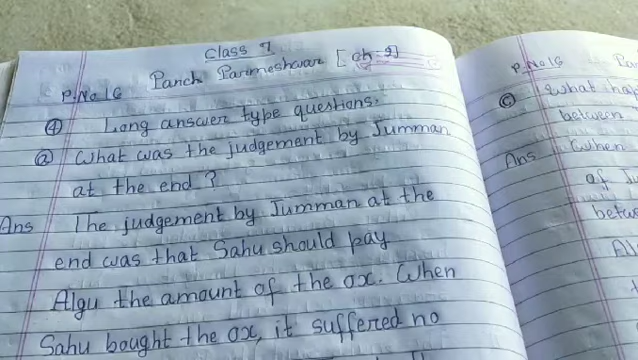 Class 7
P.No 16 Panch Parmeshwar [ch-9]
④ Long answer type questions.
ⓐ What was the judgement by Jumman
at the end ?
Ans The judgement by Jumman at the
end was that Sahu should pay
Algu the amount of the ox. When
Sahu bought the ox, it suffered no
P.No 16
ⓒ What
between
Ans When
of